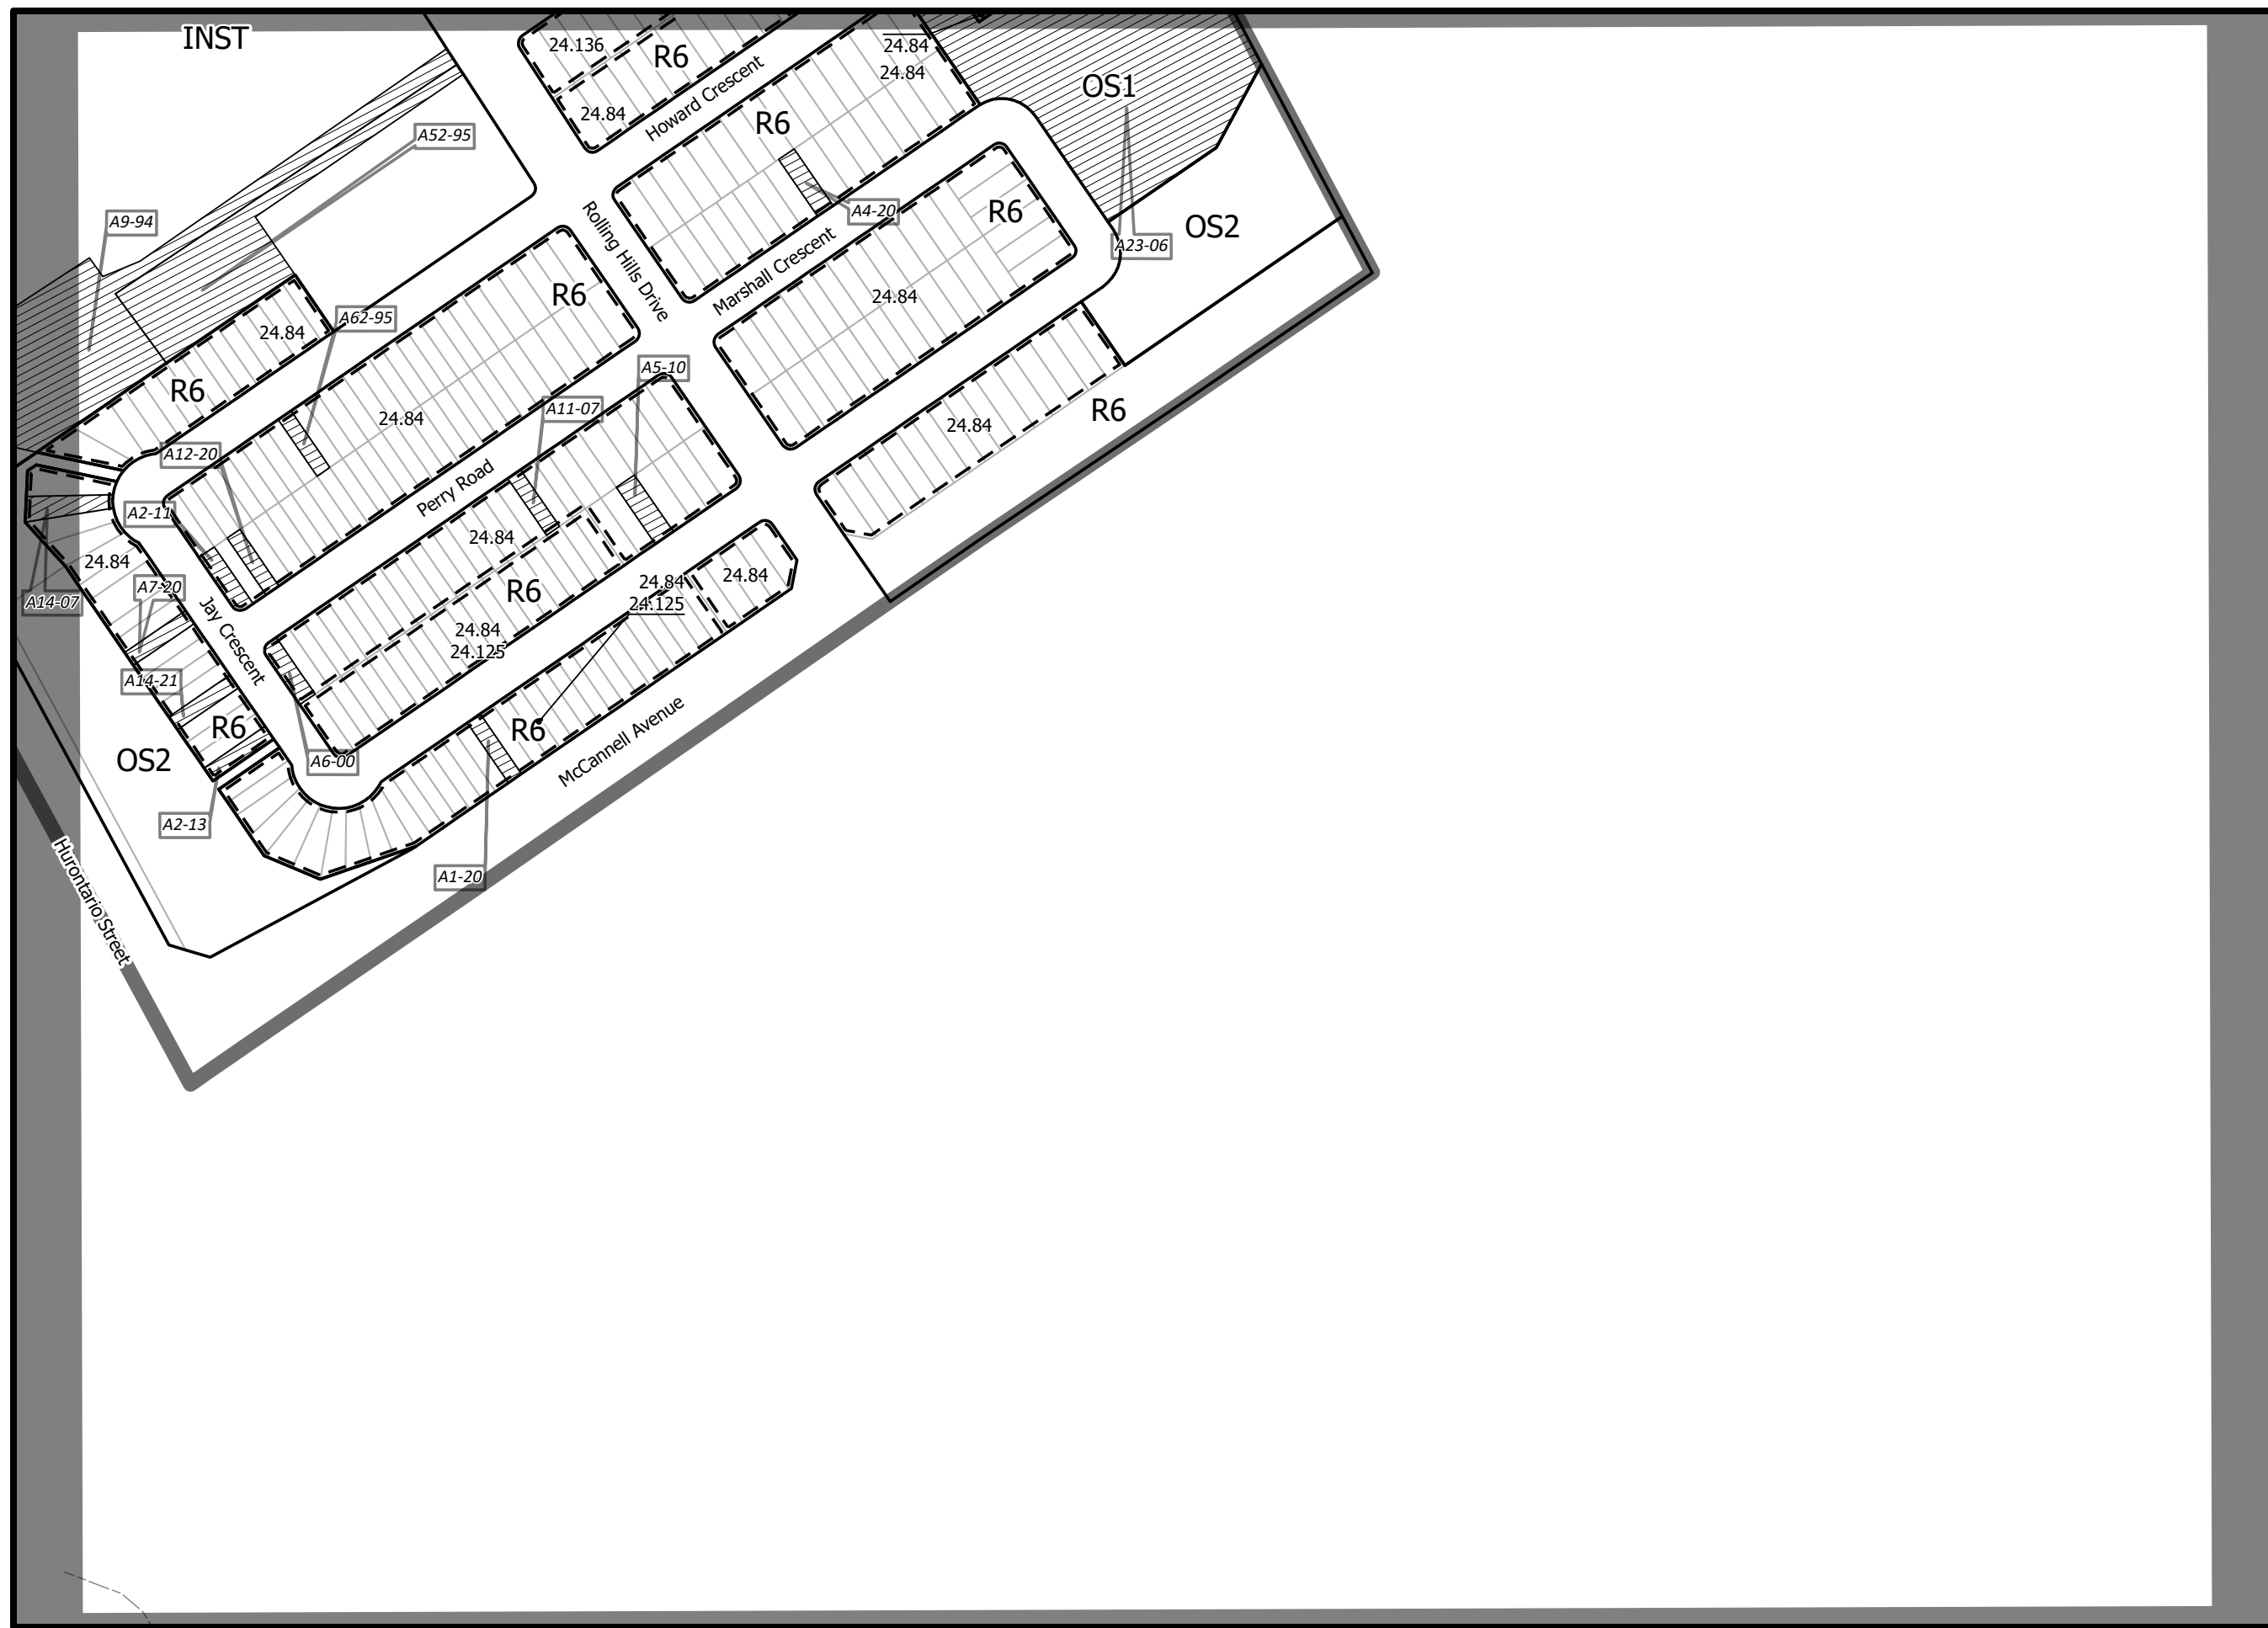 INST
24.136
R6
24.84
24.84
OS1
24.84
Howard Crescent
R6
A52-95
A9-94
A4-20
R6
OS2
A23-06
Rolling Hills Drive
Marshall Crescent
R6
24.84
A62-95
24.84
A5-10
R6
A11-07
R6
24.84
24.84
A12-20
Perry Road
A2-11
24.84
24.84
A7-20
R6
24.84
24.84
24.125
A14-07
Jay Crescent
24.84
24.125
A14-21
R6
R6
McCannell Avenue
OS2
A6-00
A2-13
A1-20
Hurontario Street